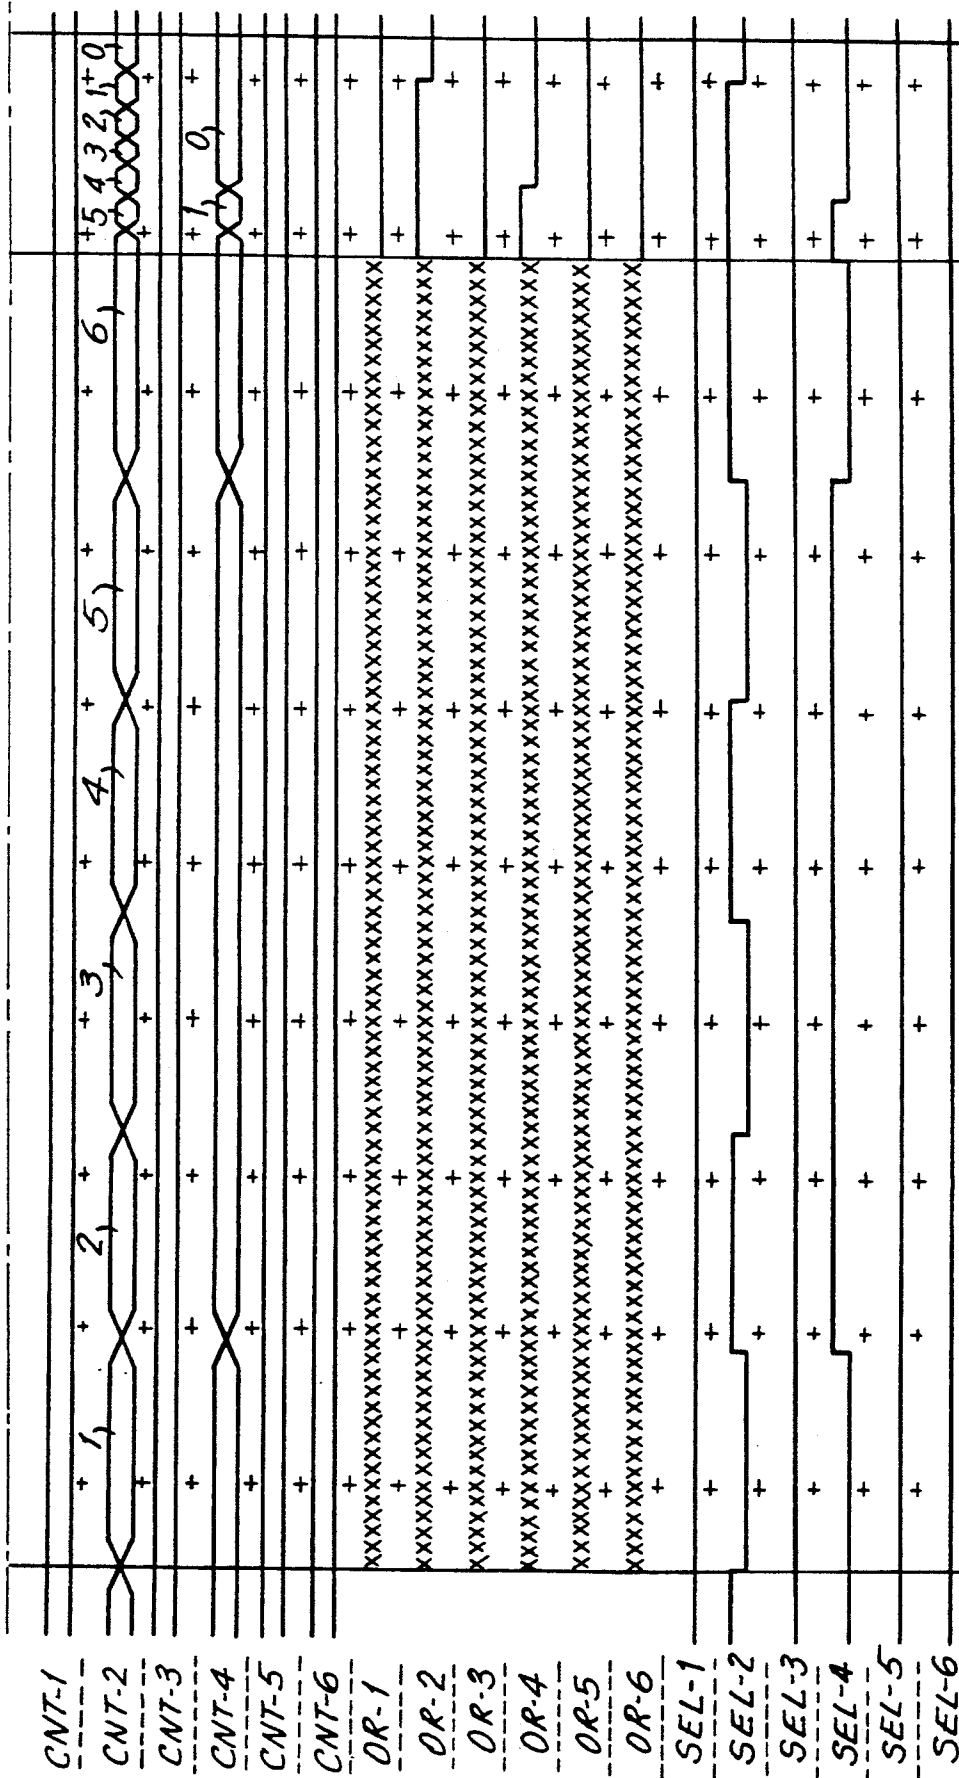 CNT-1
CNT-2
1 2 3 4 5 6 5 4 3 2 1 0
CNT-3
CNT-4
1 0
CNT-5
CNT-6
OR-1
OR-2
OR-3
OR-4
OR-5
OR-6
SEL-1
SEL-2
SEL-3
SEL-4
SEL-5
SEL-6